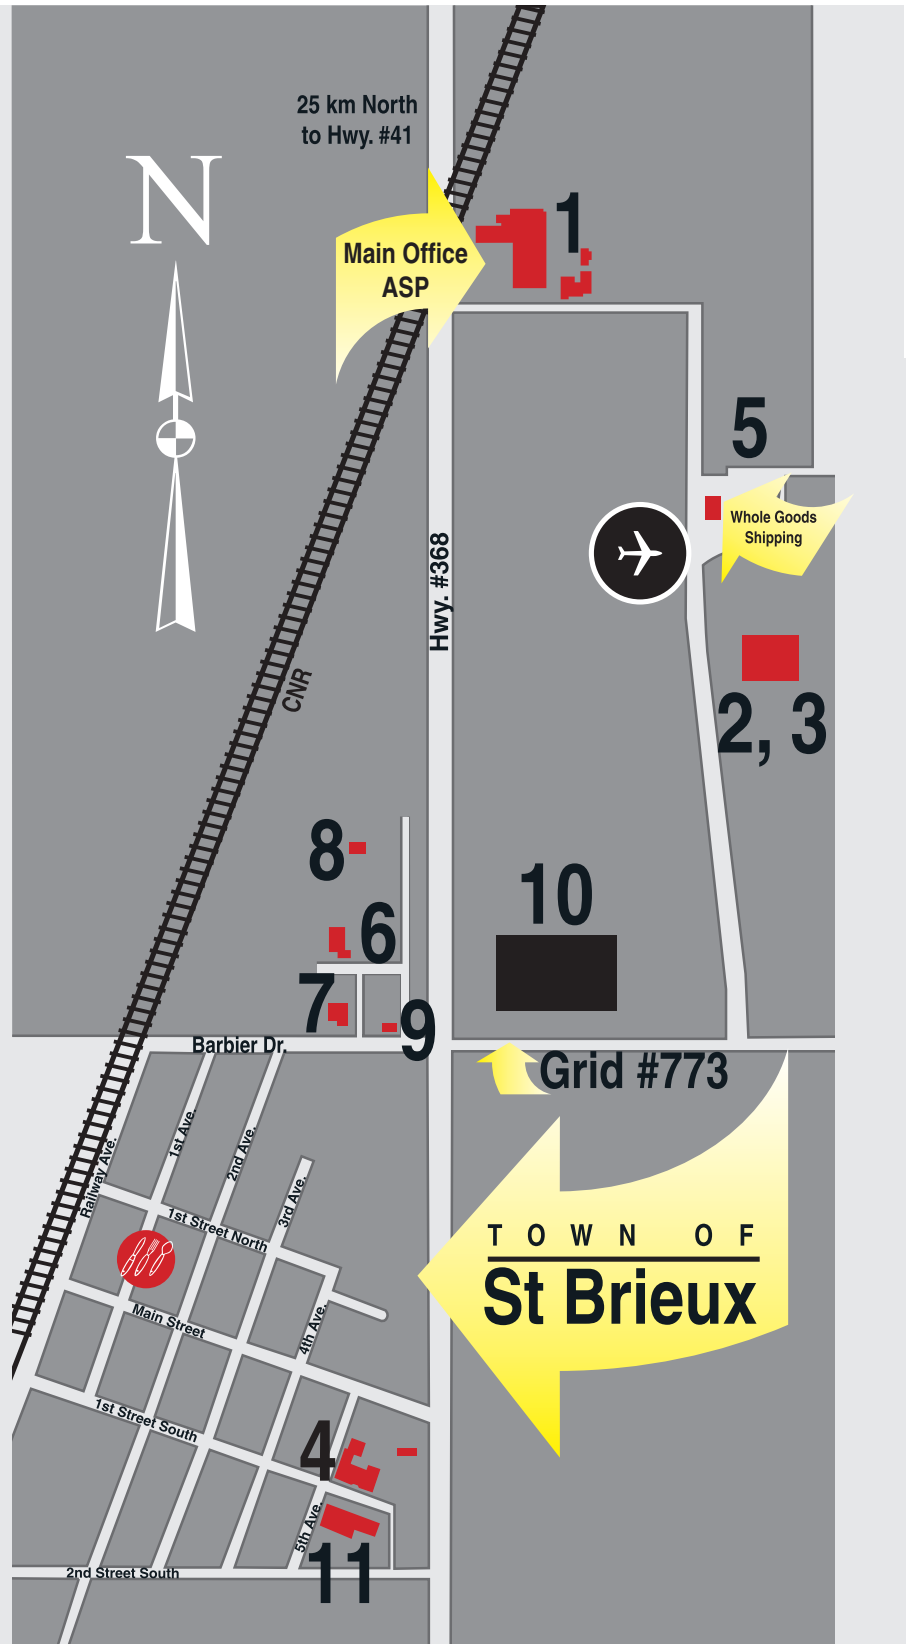 25 km North
to Hwy. #41
N
1
Main Office
ASP
5
Whole Goods
Shipping
Hwy. #368
CNR
2, 3
8
10
6
7
9
Barbier Dr.
Grid #773
Railway Ave.
1st Ave.
2nd Ave.
3rd Ave.
1st Street North
TOWN OF
St Brieux
Main Street
4th Ave.
1st Street South
4
5th Ave.
11
2nd Street South